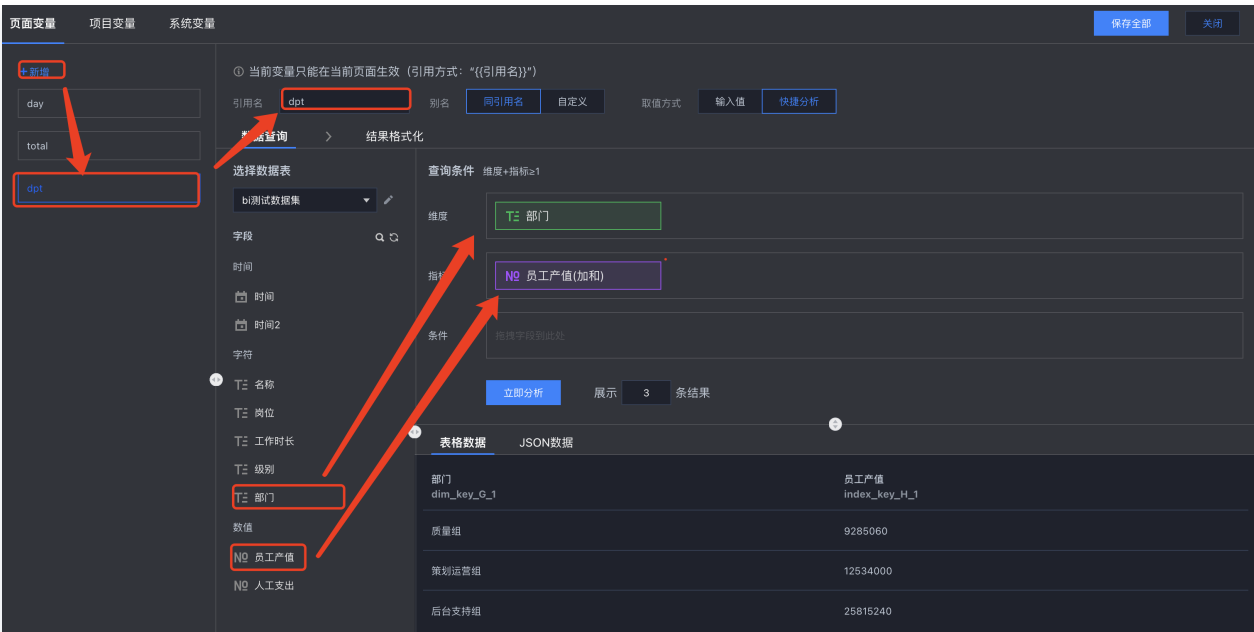 页面变量 项目变量 系统变量 保存全部 关闭
+新增
day
total
dpt
当前变量只能在当前页面生效（引用方式：“{{引用名}}”）
引用名 dpt 别名 同引用名 自定义 取值方式 输入值 快捷分析
数据查询 > 结果格式化
选择数据表
bi测试数据集
字段
时间
时间
时间2
字符
名称
岗位
工作时长
级别
部门
数值
员工产值
人工支出
查询条件 维度+指标≥1
维度 部门
指标 员工产值(加和)
条件 拖拽字段到此处
立即分析 展示 3 条结果
表格数据 JSON数据
部门 员工产值
dim_key_G_1 index_key_H_1
质量组 9285060
策划运营组 12534000
后台支持组 25815240